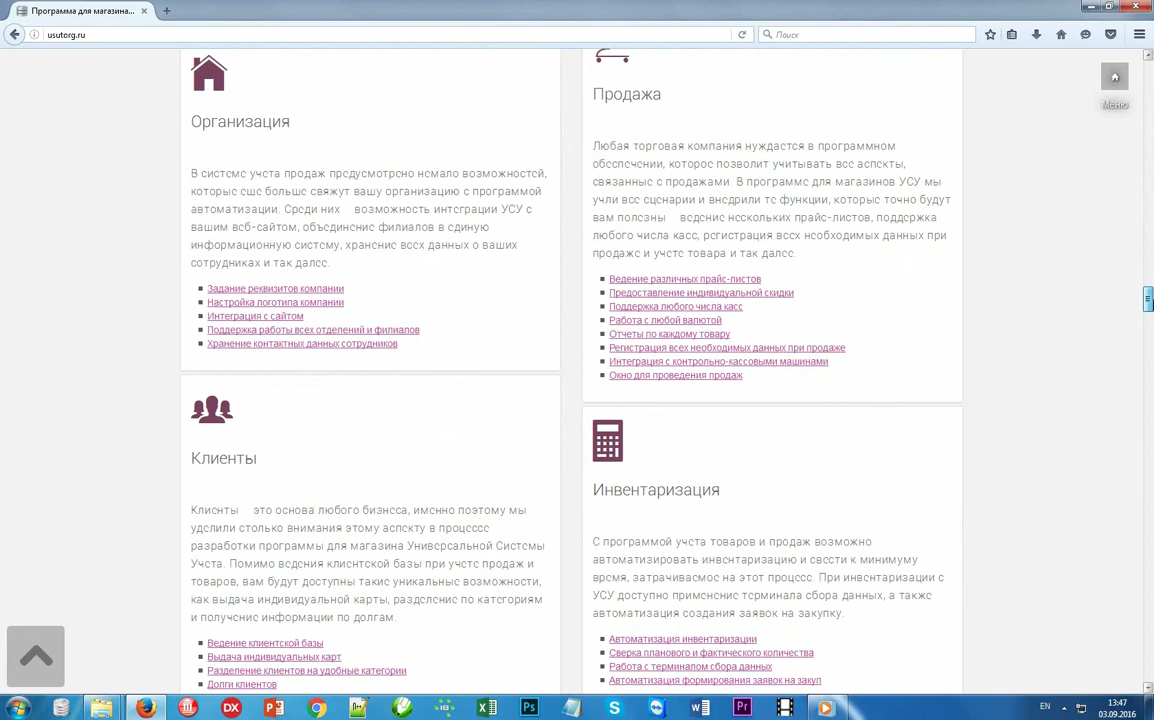 Программа для магазина...
usutorg.ru
Поиск
Меню
Организация
В системе учета продаж предусмотрено немало возможностей,
которые еще больше свяжут вашу организацию с программой
автоматизации. Среди них возможность интеграции УСУ с
вашим веб-сайтом, объединение филиалов в единую
информационную систему, хранение всех данных о ваших
сотрудниках и так далее.
Задание реквизитов компании
Настройка логотипа компании
Интеграция с сайтом
Поддержка работы всех отделений и филиалов
Хранение контактных данных сотрудников
Клиенты
Клиенты это основа любого бизнеса, именно поэтому мы
уделили столько внимания этому аспекту в процессе
разработки программы для магазина Универсальной Системы
Учета. Помимо ведения клиентской базы при учете продаж и
товаров, вам будут доступны такие уникальные возможности,
как выдача индивидуальной карты, разделение по категориям
и получение информации по долгам.
Ведение клиентской базы
Выдача индивидуальных карт
Разделение клиентов на удобные категории
Долги клиентов
Продажа
Любая торговая компания нуждается в программном
обеспечении, которое позволит учитывать все аспекты,
связанные с продажами. В программе для магазинов УСУ мы
учли все сценарии и внедрили те функции, которые точно будут
вам полезны ведение нескольких прайс-листов, поддержка
любого числа касс, регистрация всех необходимых данных при
продаже и учете товара и так далее.
Ведение различных прайс-листов
Предоставление индивидуальной скидки
Поддержка любого числа касс
Работа с любой валютой
Отчеты по каждому товару
Регистрация всех необходимых данных при продаже
Интеграция с контрольно-кассовыми машинами
Окно для проведения продаж
Инвентаризация
С программой учета товаров и продаж возможно
автоматизировать инвентаризацию и свести к минимуму
время, затрачиваемое на этот процесс. При инвентаризации с
УСУ доступно применение терминала сбора данных, а также
автоматизация создания заявок на закупку.
Автоматизация инвентаризации
Сверка планового и фактического количества
Работа с терминалом сбора данных
Автоматизация формирования заявок на закуп
EN
13:47
03.09.2016